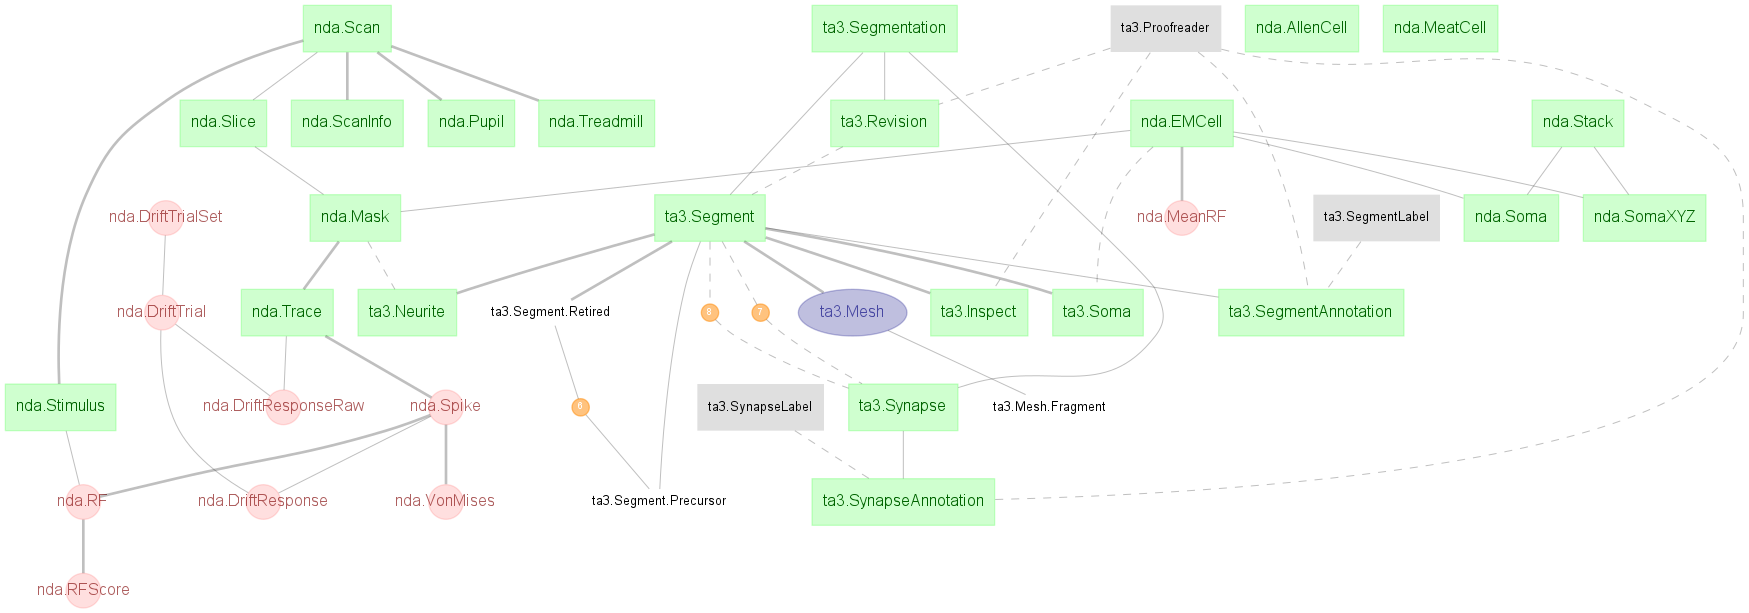 nda.Scan
ta3.Segmentation
ta3.Proofreader
nda.AllenCell
nda.MeatCell
nda.Slice
nda.ScanInfo
nda.Pupil
nda.Treadmill
ta3.Revision
nda.EMCell
nda.Stack
nda.DriftTrialSet
nda.Mask
ta3.Segment
nda.MeanRF
ta3.SegmentLabel
nda.Soma
nda.SomaXYZ
nda.DriftTrial
nda.Trace
ta3.Neurite
ta3.Segment.Retired
8
7
ta3.Mesh
ta3.Inspect
ta3.Soma
ta3.SegmentAnnotation
nda.Stimulus
nda.DriftResponseRaw
nda.Spike
6
ta3.SynapseLabel
ta3.Synapse
ta3.Mesh.Fragment
nda.RF
nda.DriftResponse
nda.VonMises
ta3.Segment.Precursor
ta3.SynapseAnnotation
nda.RFScore